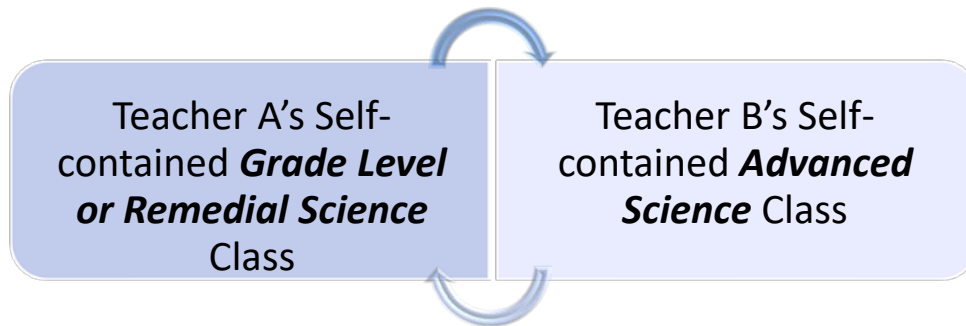 Teacher A’s Self-
contained Grade Level
or Remedial Science
Class
Teacher B’s Self-
contained Advanced
Science Class